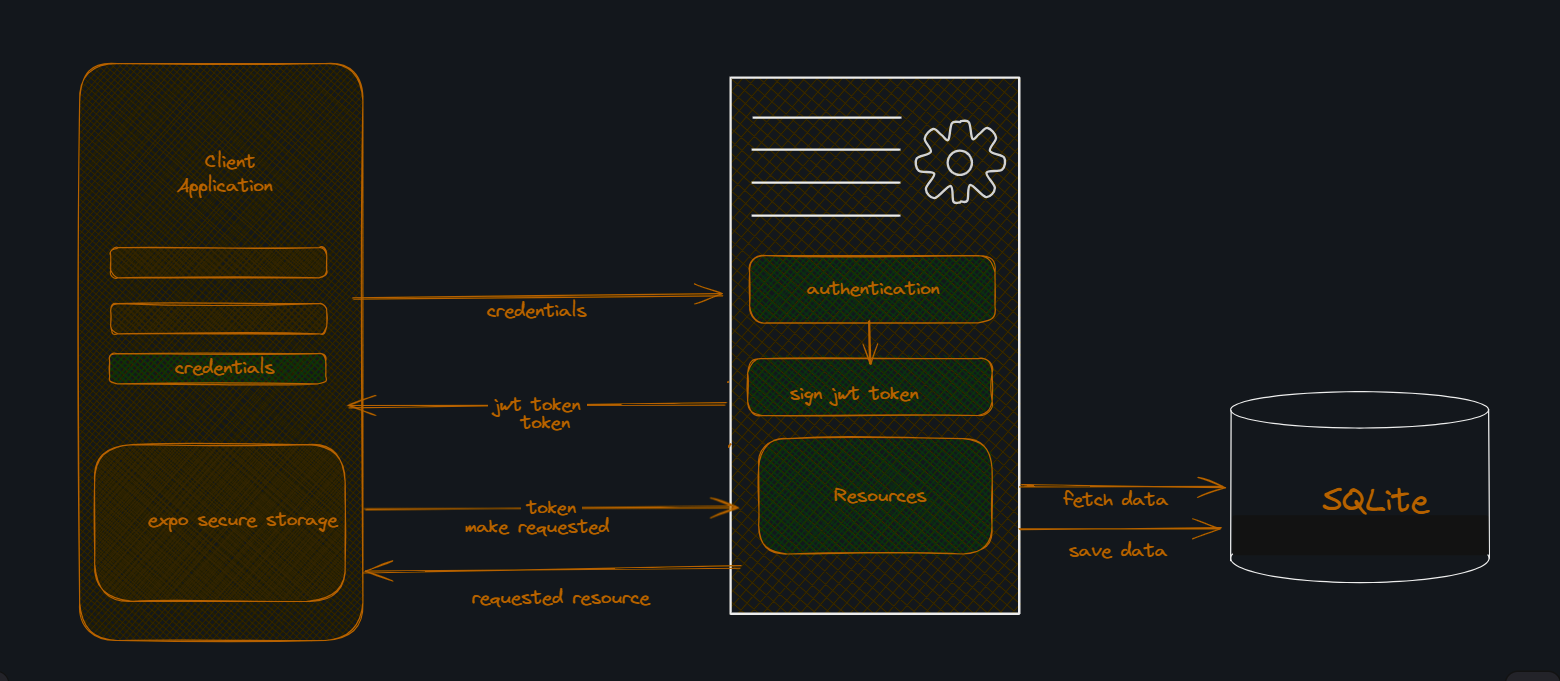 Client
Application
credentials
expo secure storage
credentials
jwt token
token
token
make requested
requested resource
authentication
sign jwt token
Resources
fetch data
save data
SQLite